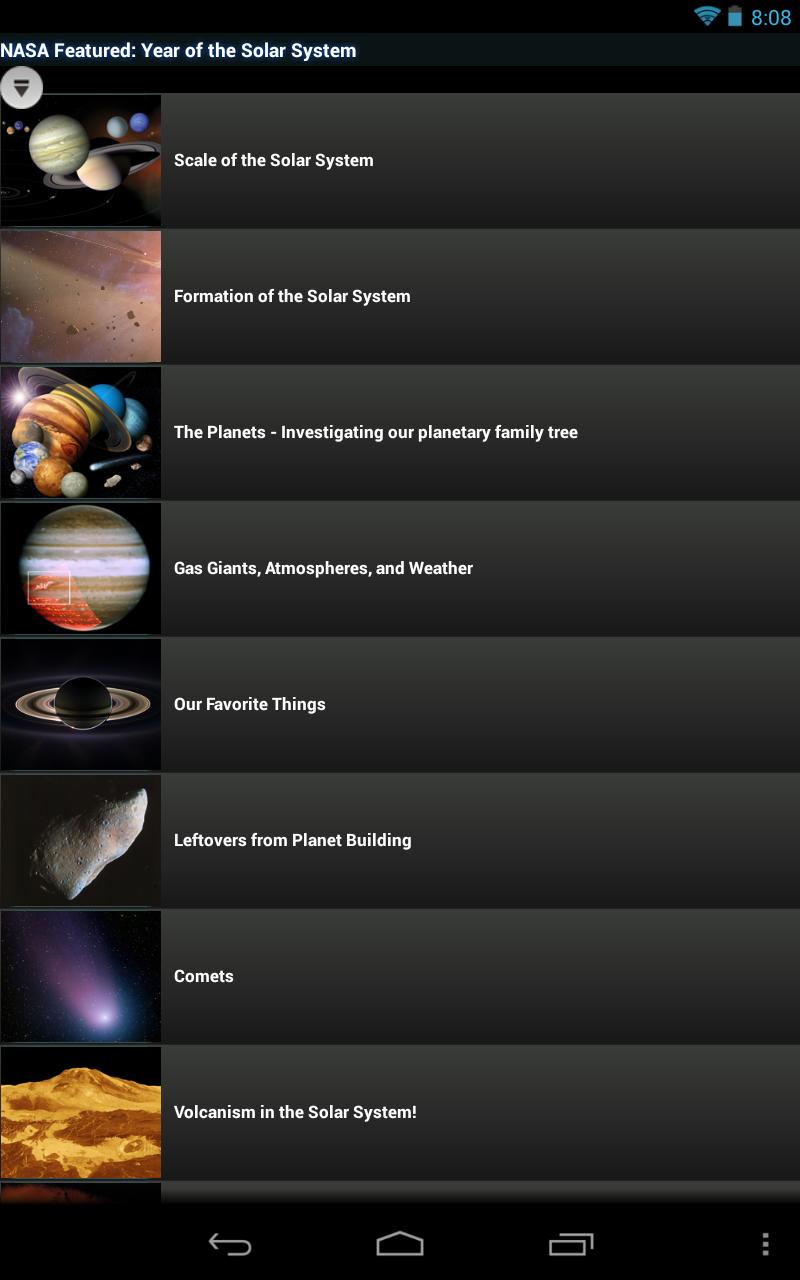 8:08
NASA Featured: Year of the Solar System
Scale of the Solar System
Formation of the Solar System
The Planets - Investigating our planetary family tree
Gas Giants, Atmospheres, and Weather
Our Favorite Things
Leftovers from Planet Building
Comets
Volcanism in the Solar System!